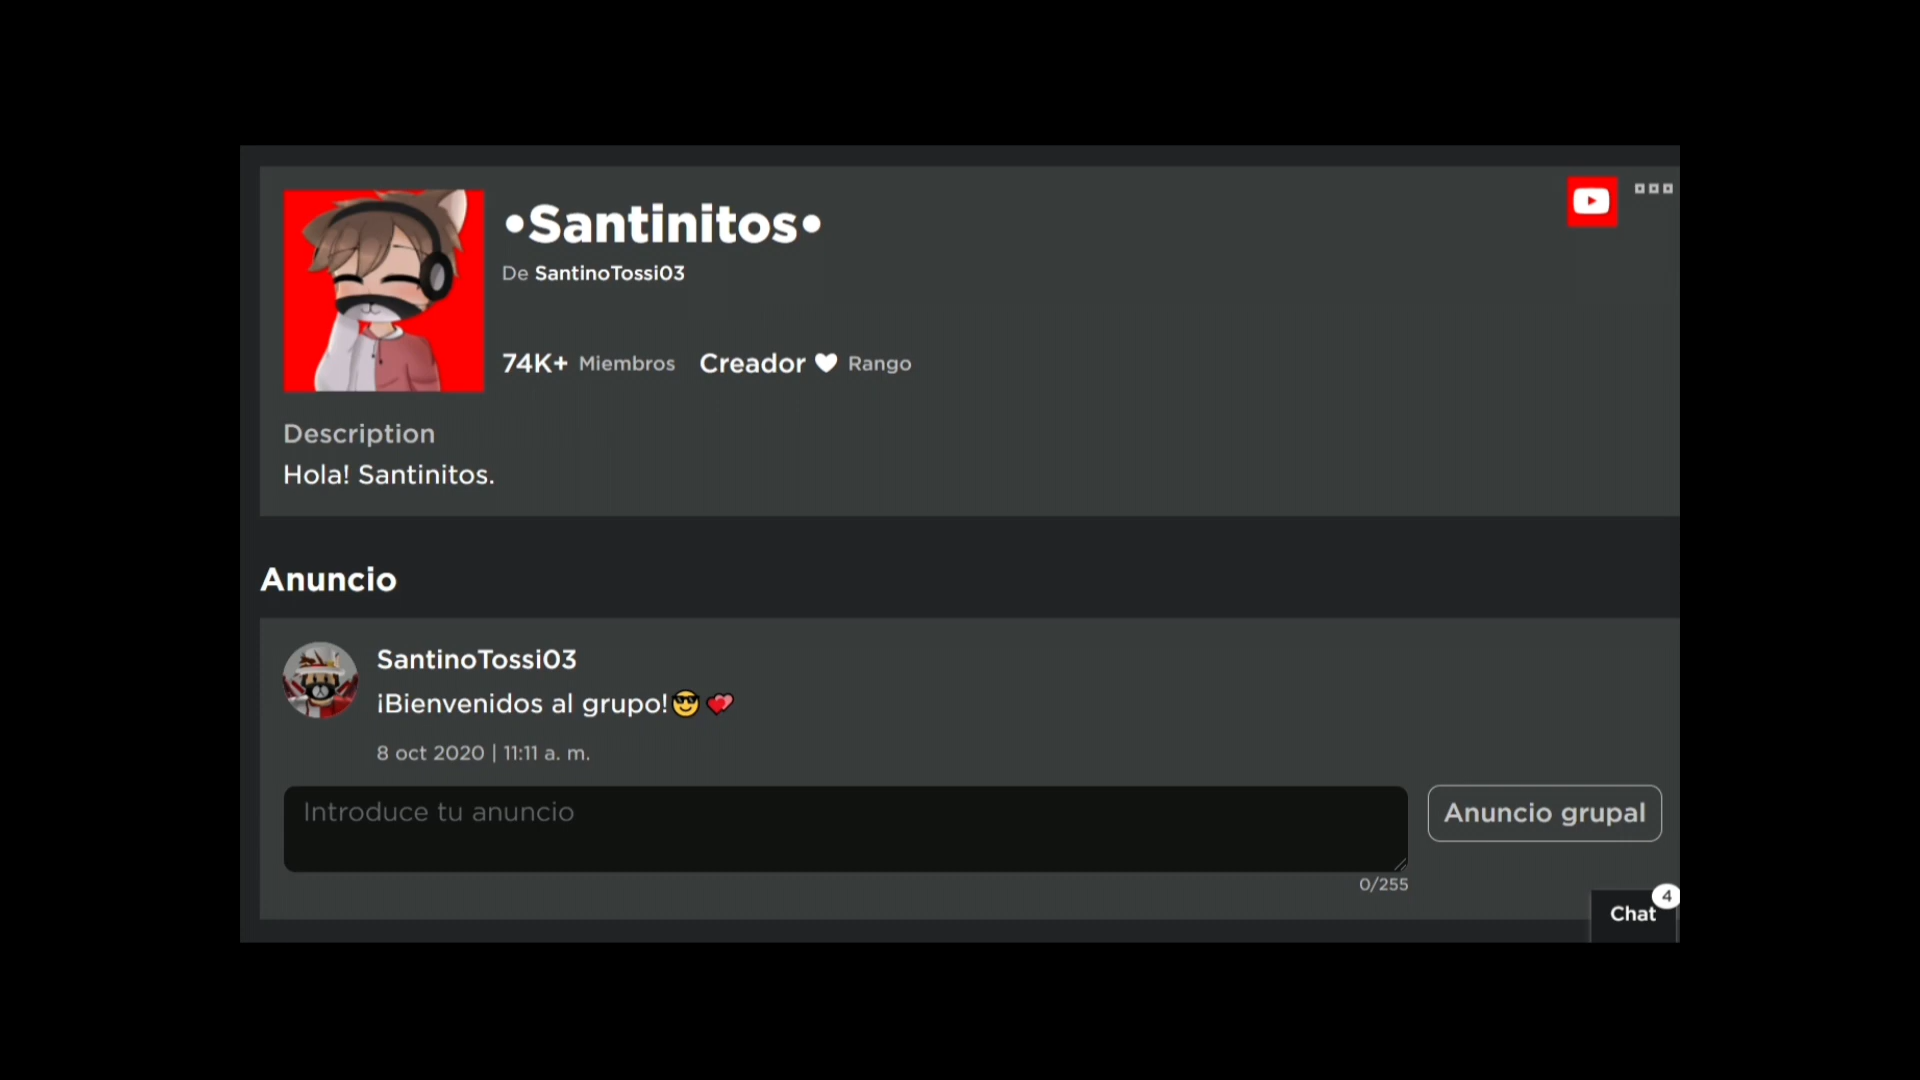 •Santinitos•
De SantinoTossi03
74K+ Miembros Creador 🤍 Rango
Description
Hola! Santinitos.
Anuncio
SantinoTossi03
¡Bienvenidos al grupo!😎💕
8 oct 2020 | 11:11 a. m.
Introduce tu anuncio
Anuncio grupal
0/255
4
Chat